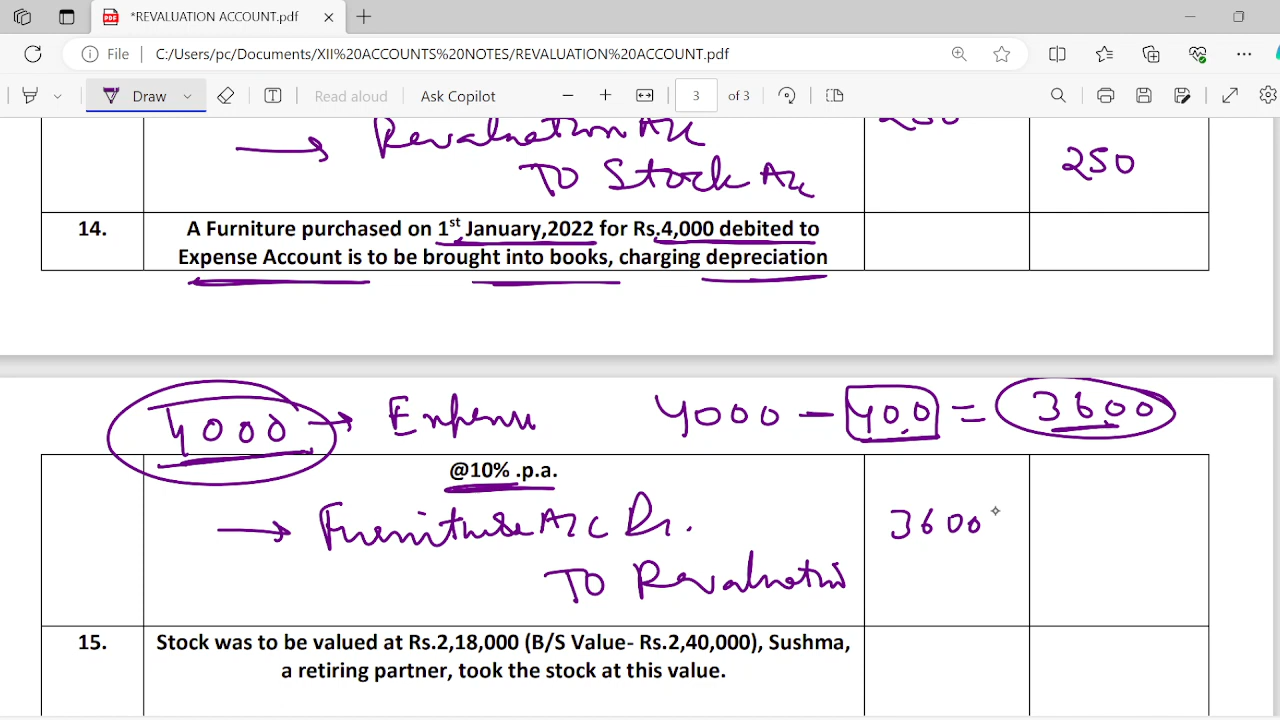 *REVALUATION ACCOUNT.pdf
File C:/Users/pc/Documents/XII%20ACCOUNTS%20NOTES/REVALUATION%20ACCOUNT.pdf
Draw Read aloud Ask Copilot 3 of 3
Revaluation A/c
To Stock A/c 250
14. A Furniture purchased on 1st January,2022 for Rs.4,000 debited to
Expense Account is to be brought into books, charging depreciation
4000 → Expense 4000 - 400 = 3600
@10% .p.a.
→ Furniture A/c Dr. 3600
To Revaluation
15. Stock was to be valued at Rs.2,18,000 (B/S Value- Rs.2,40,000), Sushma,
a retiring partner, took the stock at this value.